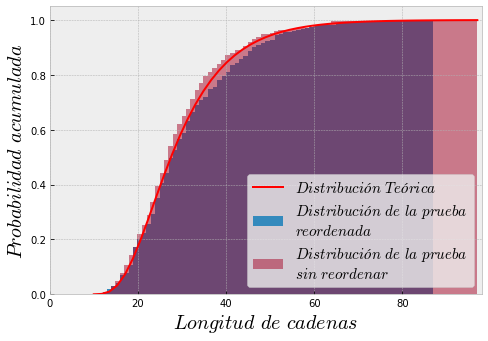 1.0
0.8
0.6
0.4
0.2
0.0
0
20
40
60
80
Probabilidad acumulada
Longitud de cadenas
Distribución Teórica
Distribución de la prueba
reordenada
Distribución de la prueba
sin reordenar